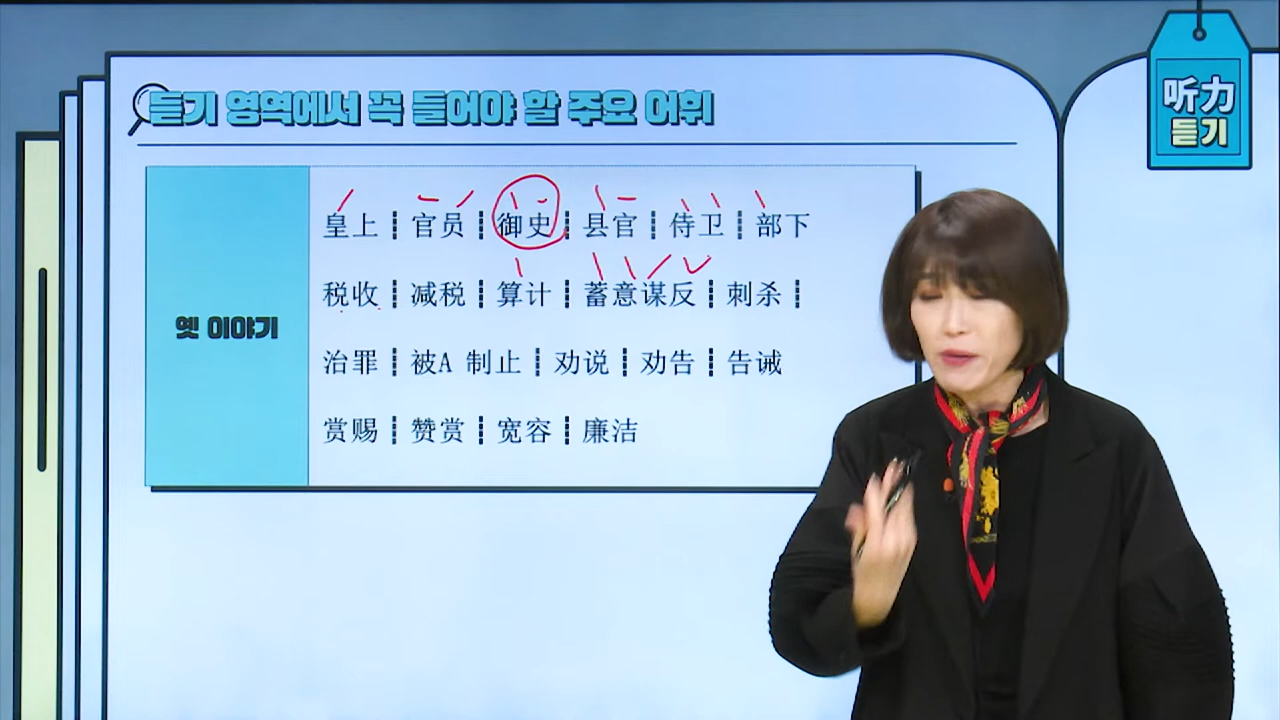 듣기 영역에서 꼭 들어야 할 주요 어휘
听力
듣기
옛 이야기
皇上 ┇ 官员 ┇ 御史 ┇ 县官 ┇ 侍卫 ┇ 部下
税收 ┇ 减税 ┇ 算计 ┇ 蓄意谋反 ┇ 刺杀 ┇
治罪 ┇ 被A 制止 ┇ 劝说 ┇ 劝告 ┇ 告诫
赏赐 ┇ 赞赏 ┇ 宽容 ┇ 廉洁